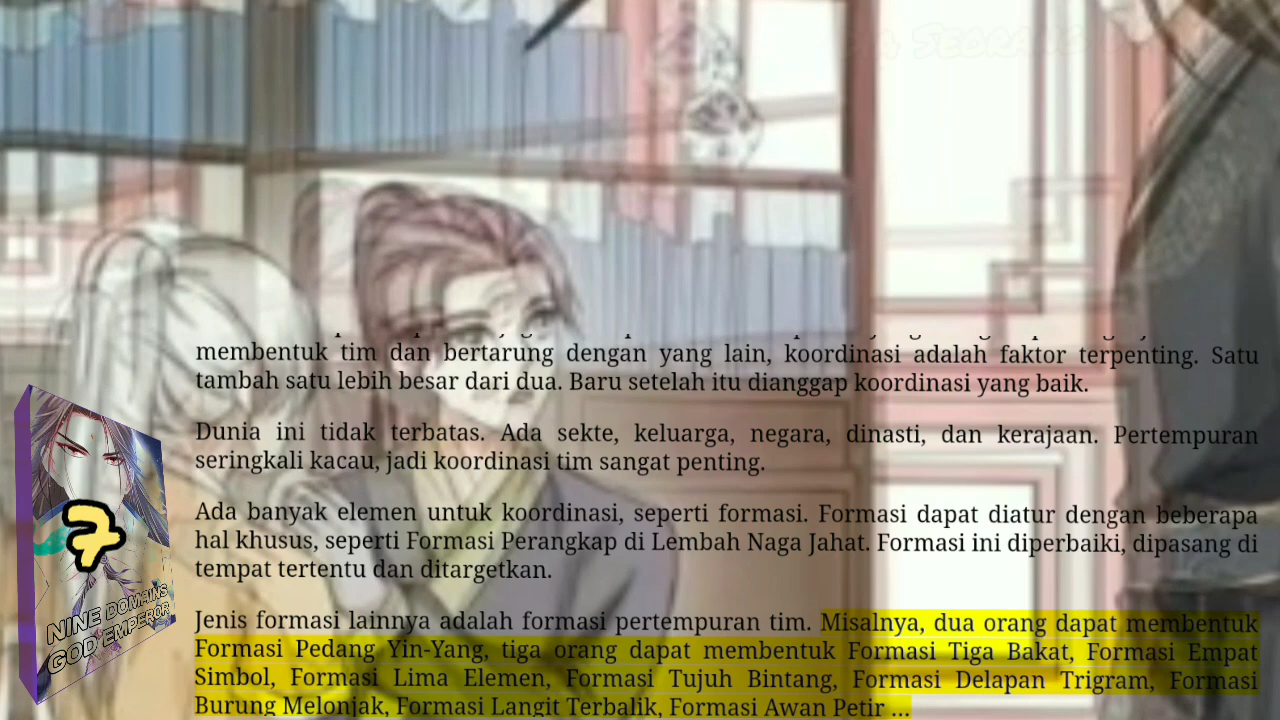 membentuk tim dan bertarung dengan yang lain, koordinasi adalah faktor terpenting. Satu
tambah satu lebih besar dari dua. Baru setelah itu dianggap koordinasi yang baik.
Dunia ini tidak terbatas. Ada sekte, keluarga, negara, dinasti, dan kerajaan. Pertempuran
seringkali kacau, jadi koordinasi tim sangat penting.
Ada banyak elemen untuk koordinasi, seperti formasi. Formasi dapat diatur dengan beberapa
hal khusus, seperti Formasi Perangkap di Lembah Naga Jahat. Formasi ini diperbaiki, dipasang di
tempat tertentu dan ditargetkan.
Jenis formasi lainnya adalah formasi pertempuran tim. Misalnya, dua orang dapat membentuk
Formasi Pedang Yin-Yang, tiga orang dapat membentuk Formasi Tiga Bakat, Formasi Empat
Simbol, Formasi Lima Elemen, Formasi Tujuh Bintang, Formasi Delapan Trigram, Formasi
Burung Melonjak, Formasi Langit Terbalik, Formasi Awan Petir ...
7
NINE DOMAINS
GOD EMPEROR